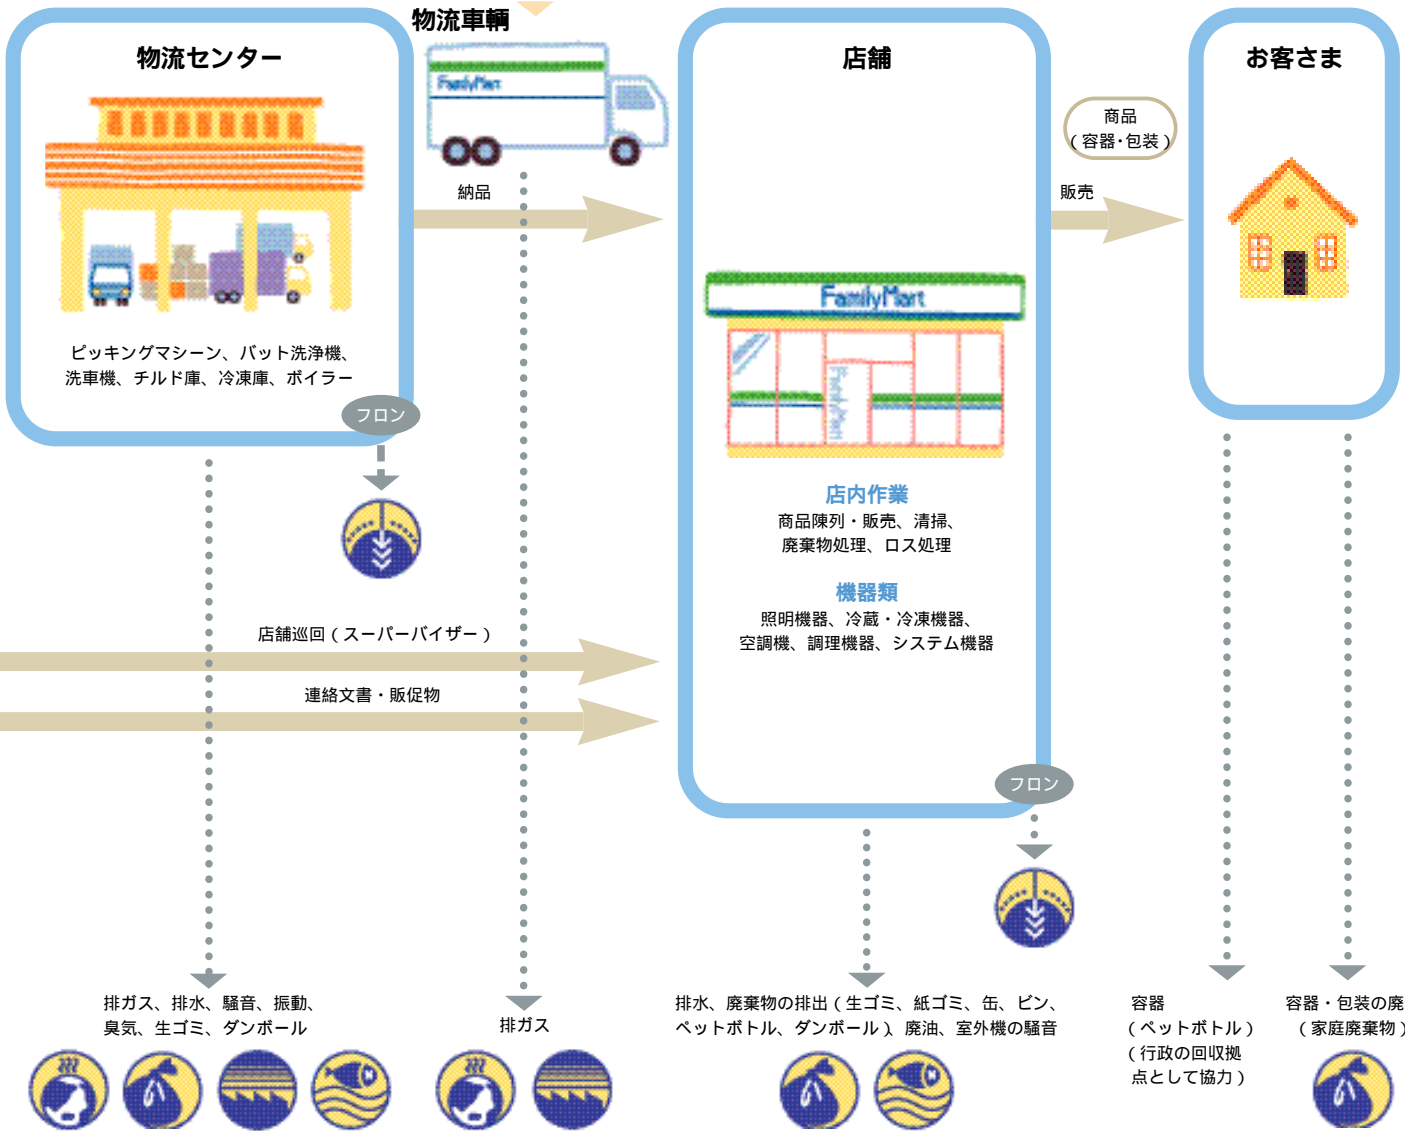 物流センター
ピッキングマシーン、バット洗浄機、
洗車機、チルド庫、冷凍庫、ボイラー
フロン
物流車輌
FamilyMart
納品
店舗
FamilyMart
FamilyMart
店内作業
商品陳列・販売、清掃、
廃棄物処理、ロス処理
機器類
照明機器、冷蔵・冷凍機器、
空調機、調理機器、システム機器
フロン
商品
（容器・包装）
販売
お客さま
店舗巡回（スーパーバイザー）
連絡文書・販促物
排ガス、排水、騒音、振動、
臭気、生ゴミ、ダンボール
排ガス
排水、廃棄物の排出（生ゴミ、紙ゴミ、缶、ビン、
ペットボトル、ダンボール）、廃油、室外機の騒音
容器
（ペットボトル）
（行政の回収拠
点として協力）
容器・包装の廃
（家庭廃棄物）